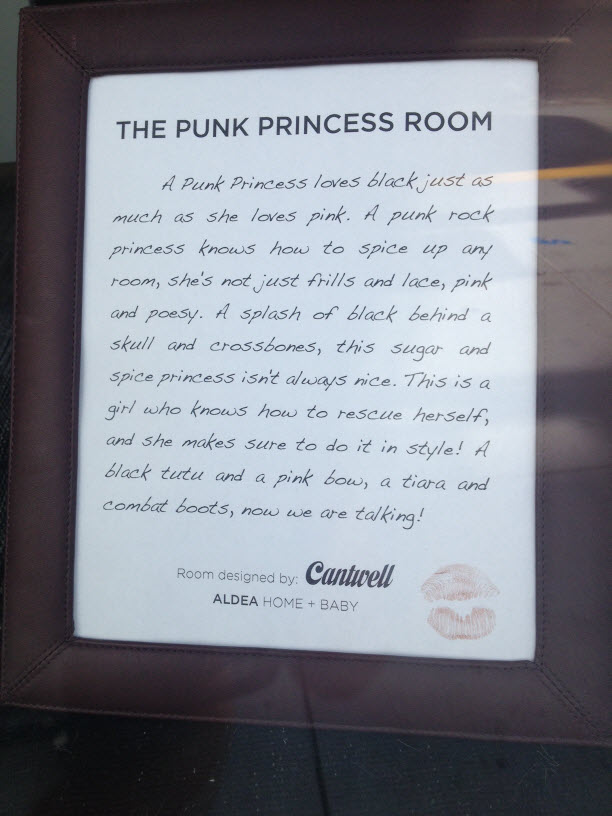 THE PUNK PRINCESS ROOM
A Punk Princess loves black just as
much as she loves pink. A punk rock
princess knows how to spice up any
room, she's not just frills and lace, pink
and poesy. A splash of black behind a
skull and crossbones, this sugar and
spice princess isn't always nice. This is a
girl who knows how to rescue herself,
and she makes sure to do it in style! A
black tutu and a pink bow, a tiara and
combat boots, now we are talking!
Room designed by: Cantwell
ALDEA HOME + BABY